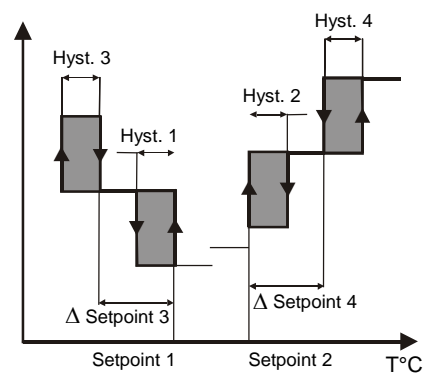 Hyst. 4
Hyst. 3
Hyst. 2
Hyst. 1
Δ Setpoint 4
Δ Setpoint 3
Setpoint 1
Setpoint 2
T°C